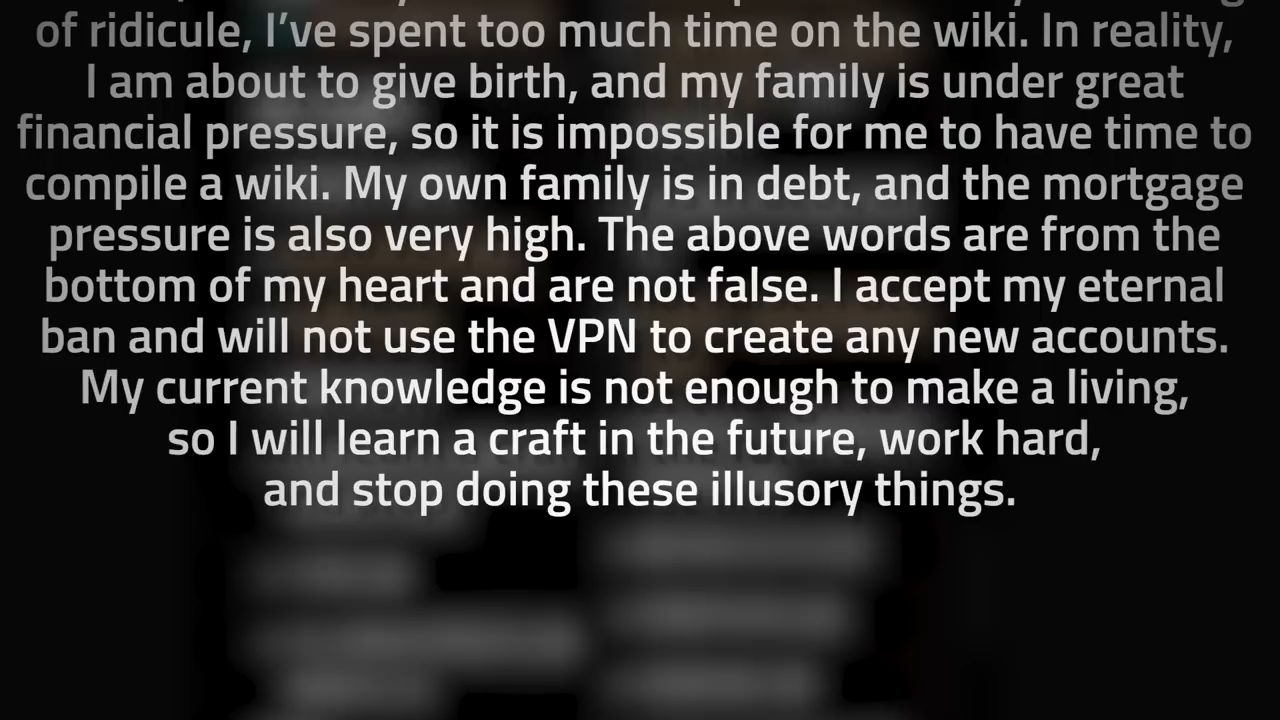 of ridicule, I’ve spent too much time on the wiki. In reality,
I am about to give birth, and my family is under great
financial pressure, so it is impossible for me to have time to
compile a wiki. My own family is in debt, and the mortgage
pressure is also very high. The above words are from the
bottom of my heart and are not false. I accept my eternal
ban and will not use the VPN to create any new accounts.
My current knowledge is not enough to make a living,
so I will learn a craft in the future, work hard,
and stop doing these illusory things.